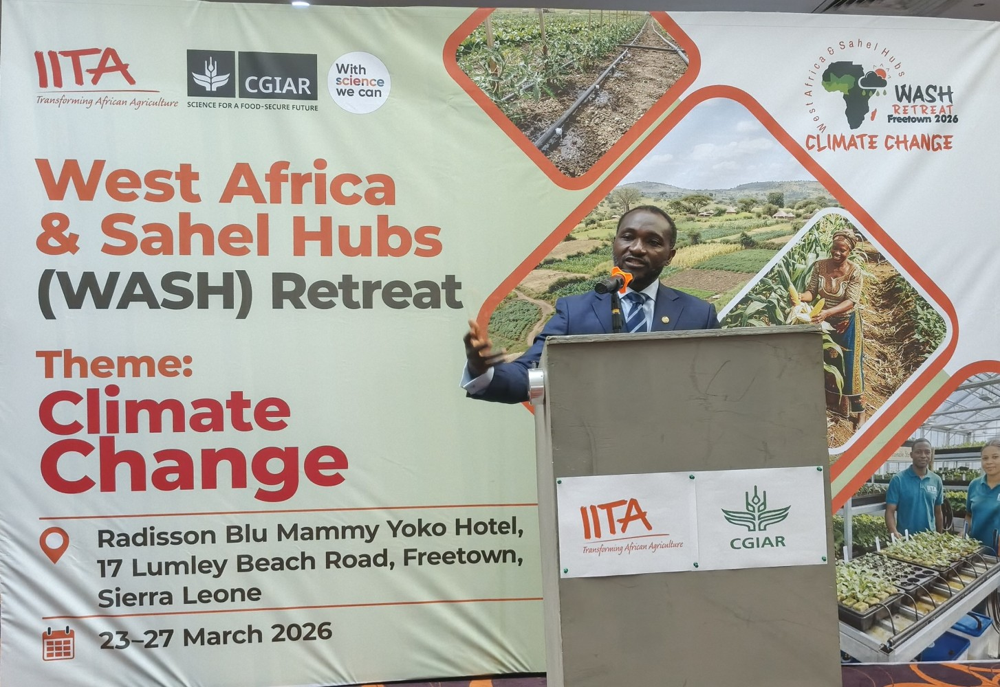 IITA
Transforming African Agriculture
CGIAR
SCIENCE FOR A FOOD-SECURE FUTURE
With
science
we can
West Africa & Sahel Hubs
WASH
RETREAT
Freetown 2026
CLIMATE CHANGE
West Africa
& Sahel Hubs
(WASH) Retreat
Theme:
Climate
Change
Radisson Blu Mammy Yoko Hotel,
17 Lumley Beach Road, Freetown,
Sierra Leone
23–27 March 2026
IITA
Transforming African Agriculture
CGIAR
IITA